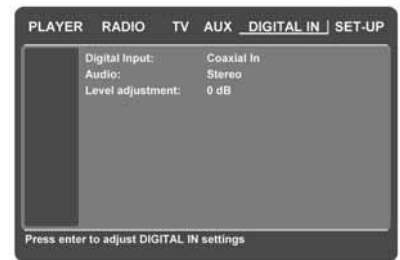 PLAYER RADIO TV AUX DIGITAL IN SET-UP
Digital Input: Coaxial In
Audio: Stereo
Level adjustment: 0 dB
Press enter to adjust DIGITAL IN settings